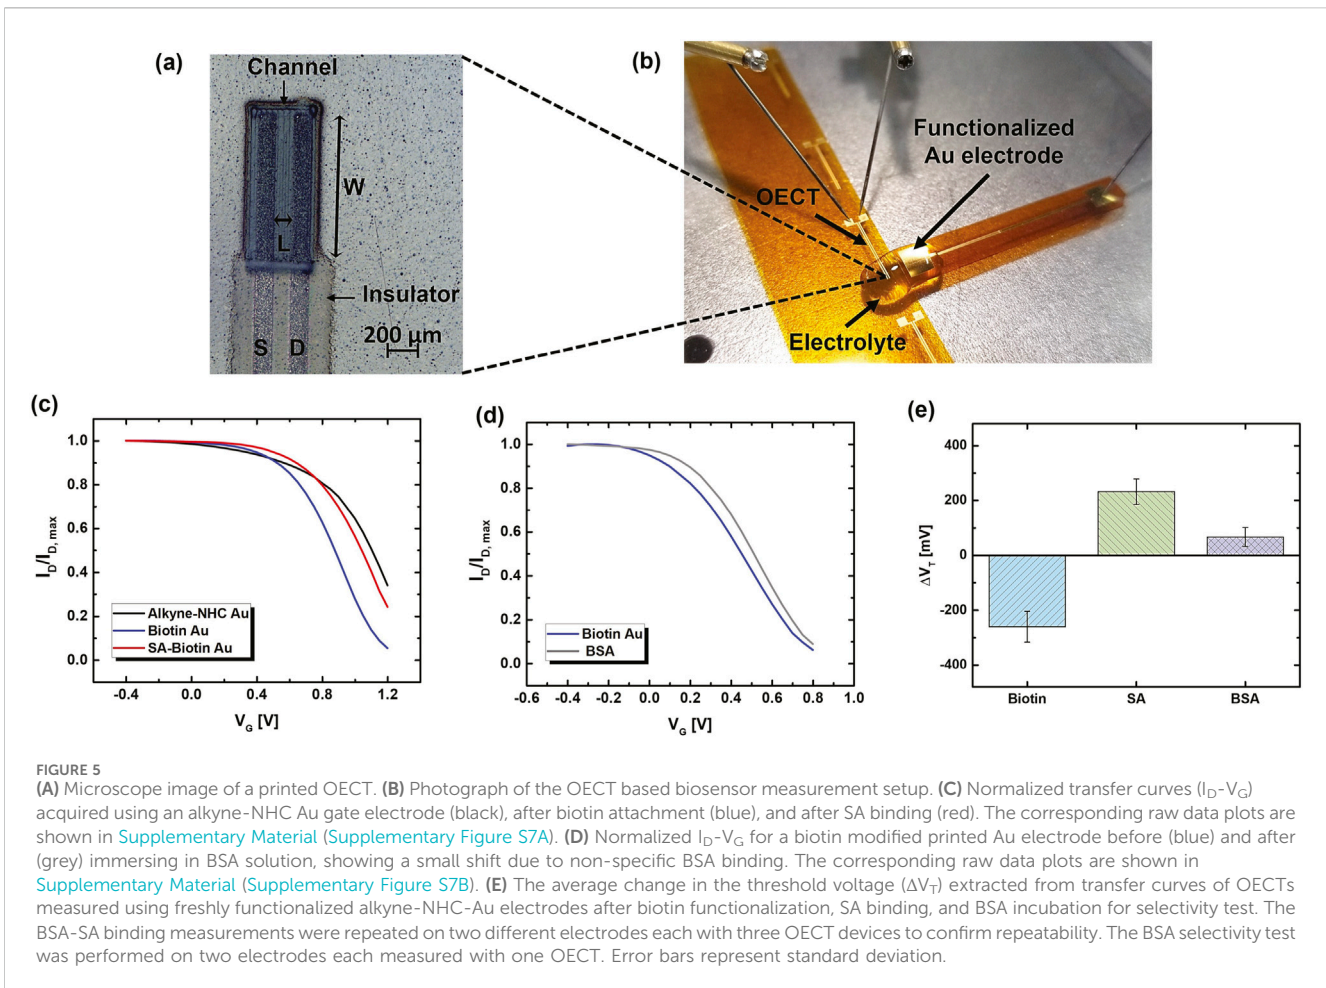 (a)
Channel
W
L
Insulator
S
D
200 µm
(b)
Functionalized
Au electrode
OECT
Electrolyte
(c)
1.0
0.8
0.6
0.4
0.2
0.0
I_D/I_D, max
Alkyne-NHC Au
Biotin Au
SA-Biotin Au
-0.4 0.0 0.4 0.8 1.2
V_G [V]
(d)
1.0
0.8
0.6
0.4
0.2
0.0
I_D/I_D, max
Biotin Au
BSA
-0.6 -0.4 -0.2 0.0 0.2 0.4 0.6 0.8 1.0
V_G [V]
(e)
400
200
0
-200
-400
ΔV_T [mV]
Biotin SA BSA
FIGURE 5
(A) Microscope image of a printed OECT. (B) Photograph of the OECT based biosensor measurement setup. (C) Normalized transfer curves (I_D-V_G)
acquired using an alkyne-NHC Au gate electrode (black), after biotin attachment (blue), and after SA binding (red). The corresponding raw data plots are
shown in Supplementary Material (Supplementary Figure S7A). (D) Normalized I_D-V_G for a biotin modified printed Au electrode before (blue) and after
(grey) immersing in BSA solution, showing a small shift due to non-specific BSA binding. The corresponding raw data plots are shown in
Supplementary Material (Supplementary Figure S7B). (E) The average change in the threshold voltage (ΔV_T) extracted from transfer curves of OECTs
measured using freshly functionalized alkyne-NHC-Au electrodes after biotin functionalization, SA binding, and BSA incubation for selectivity test. The
BSA-SA binding measurements were repeated on two different electrodes each with three OECT devices to confirm repeatability. The BSA selectivity test
was performed on two electrodes each measured with one OECT. Error bars represent standard deviation.